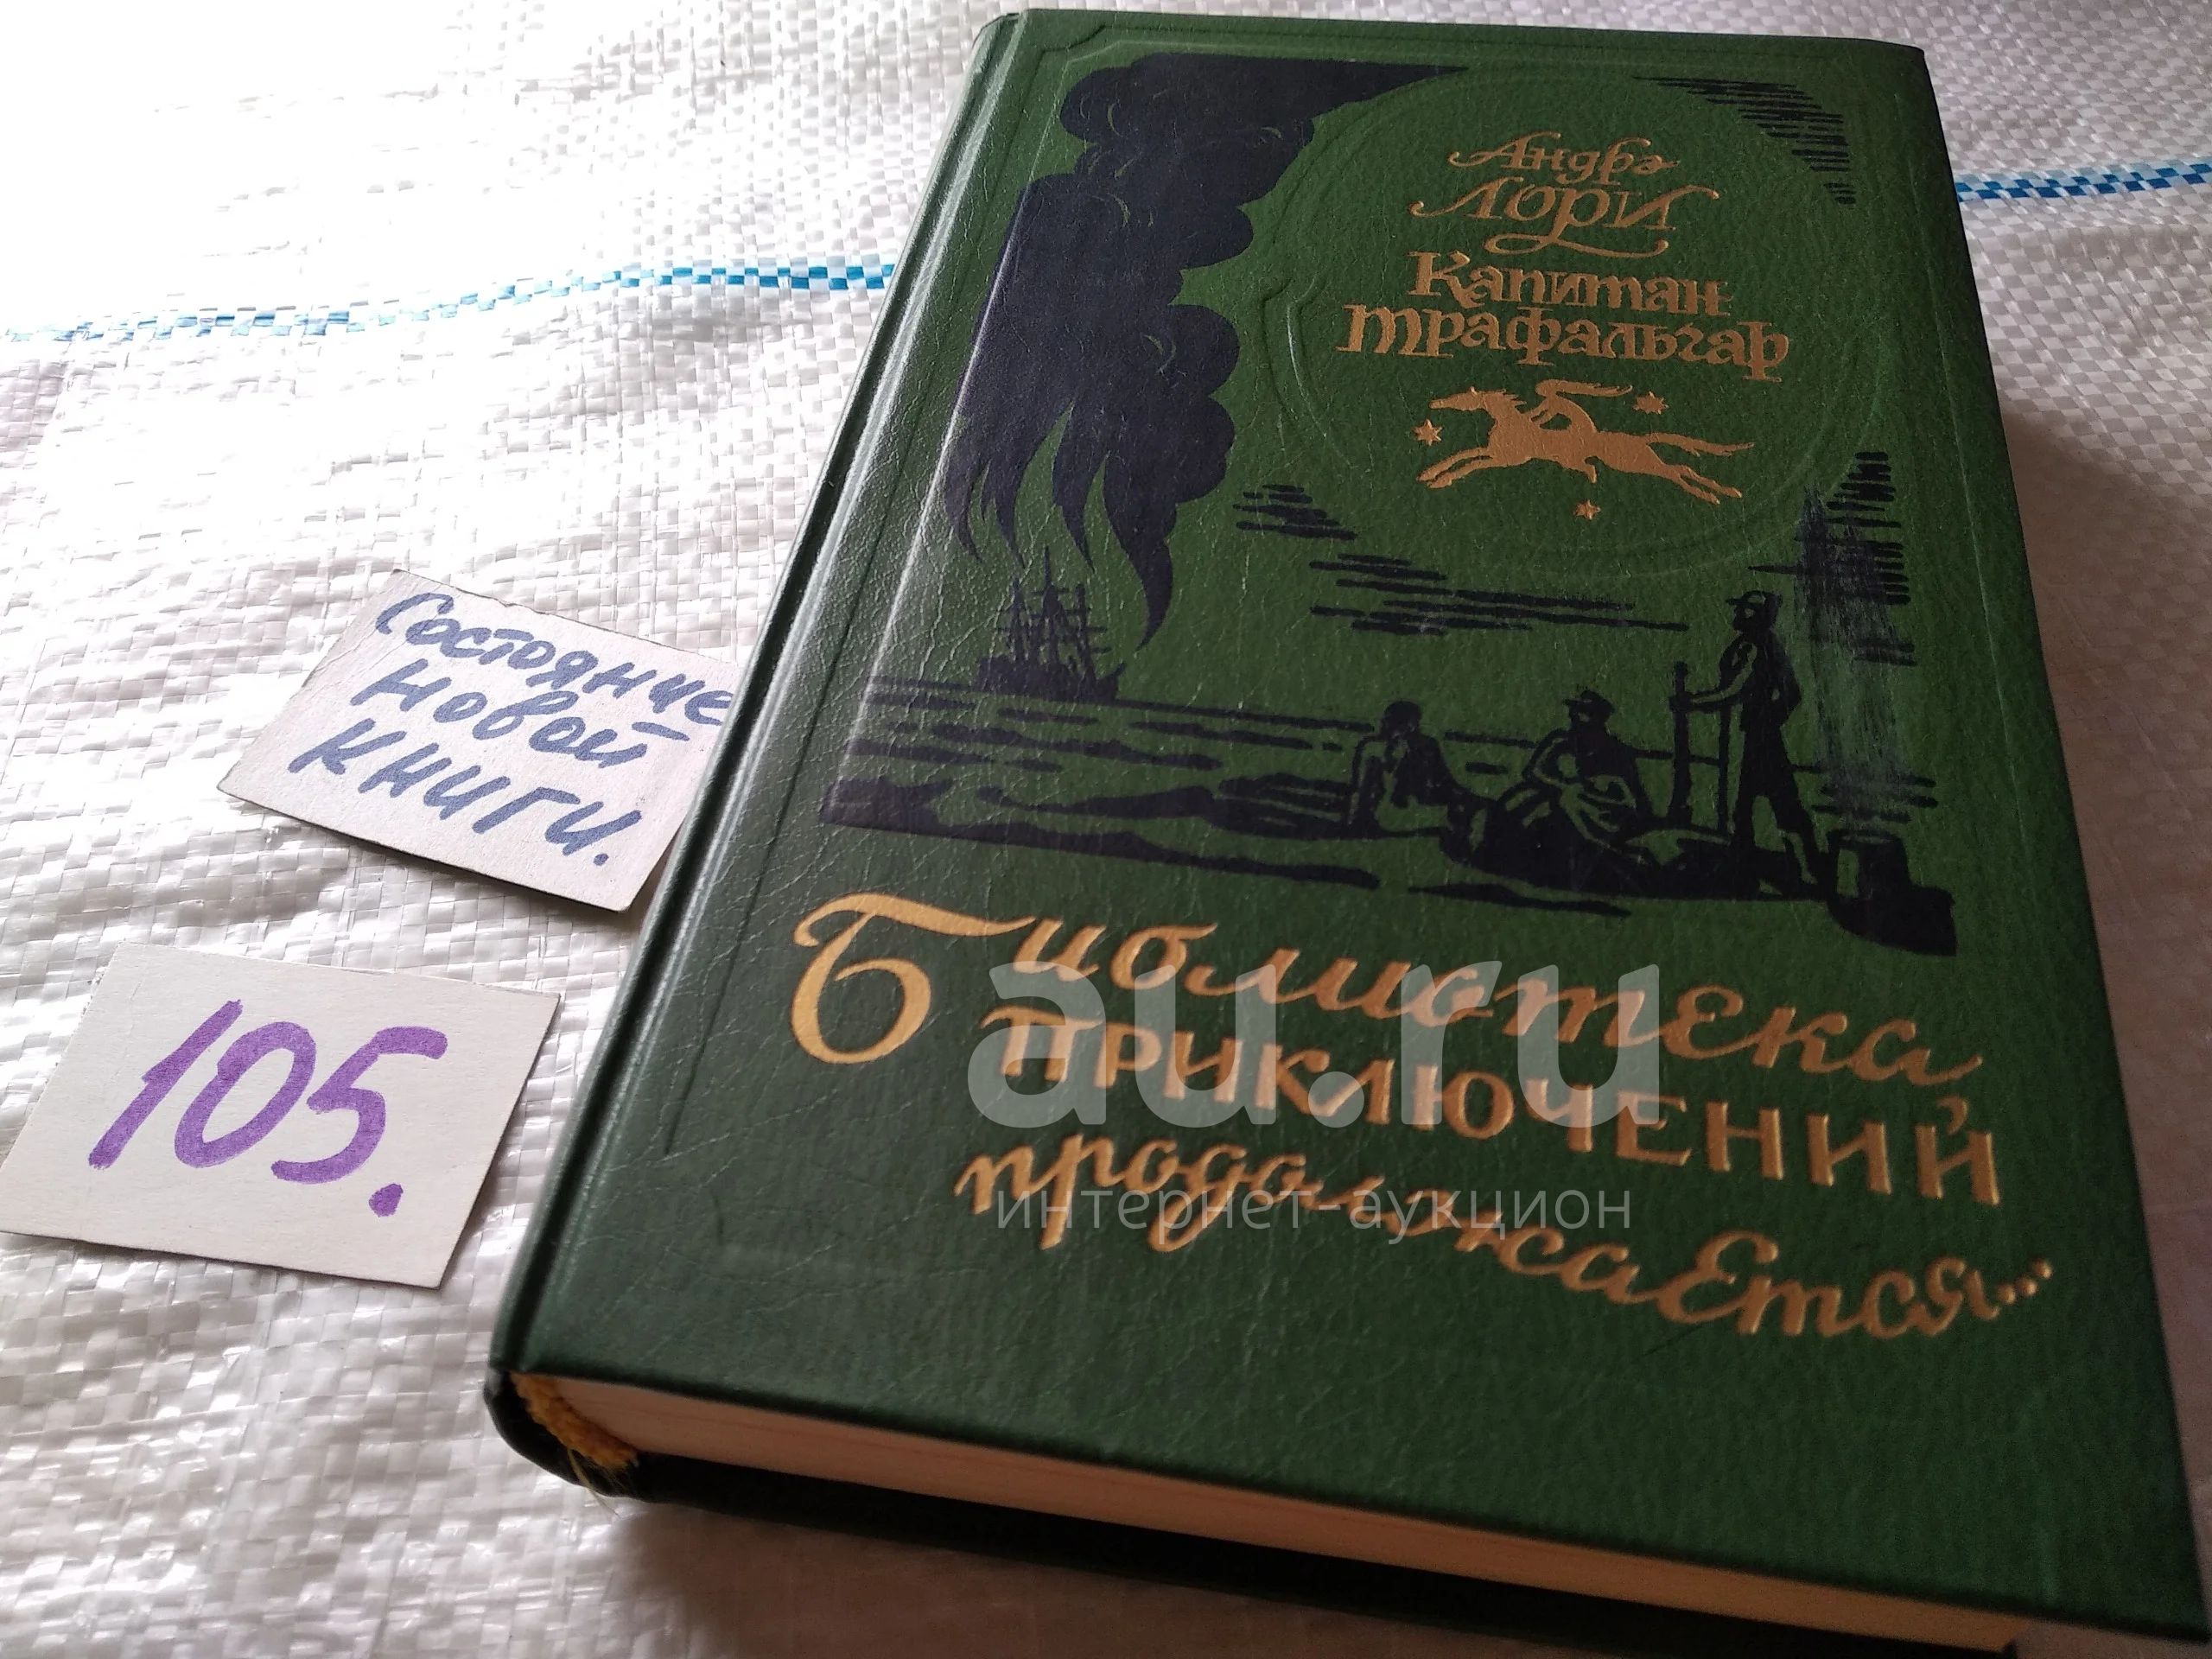 Андрэ
Лори
Капитан
Трафальгар
Библиотека
ПРИКЛЮЧЕНИЙ
продолжается...
Состояние
новой
книги.
105.
au.ru
интернет-аукцион